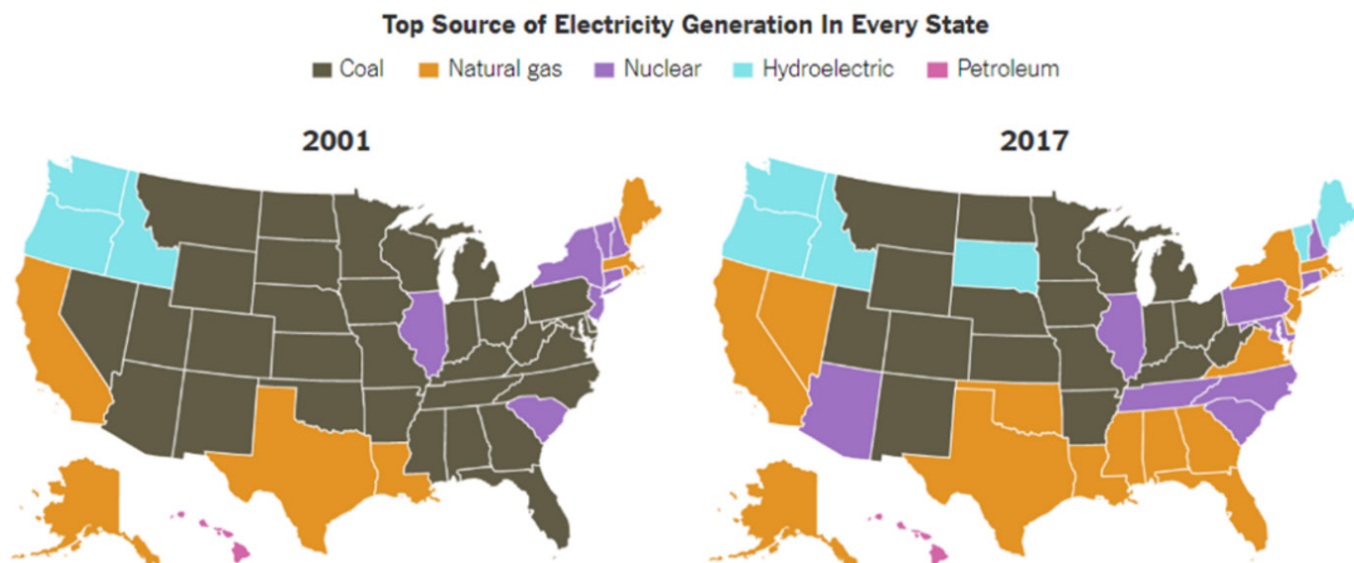 Top Source of Electricity Generation In Every State
Coal Natural gas Nuclear Hydroelectric Petroleum
2001 2017